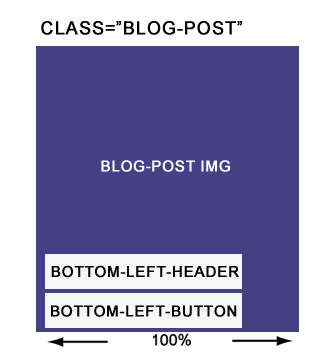 CLASS=”BLOG-POST”
BLOG-POST IMG
BOTTOM-LEFT-HEADER
BOTTOM-LEFT-BUTTON
100%